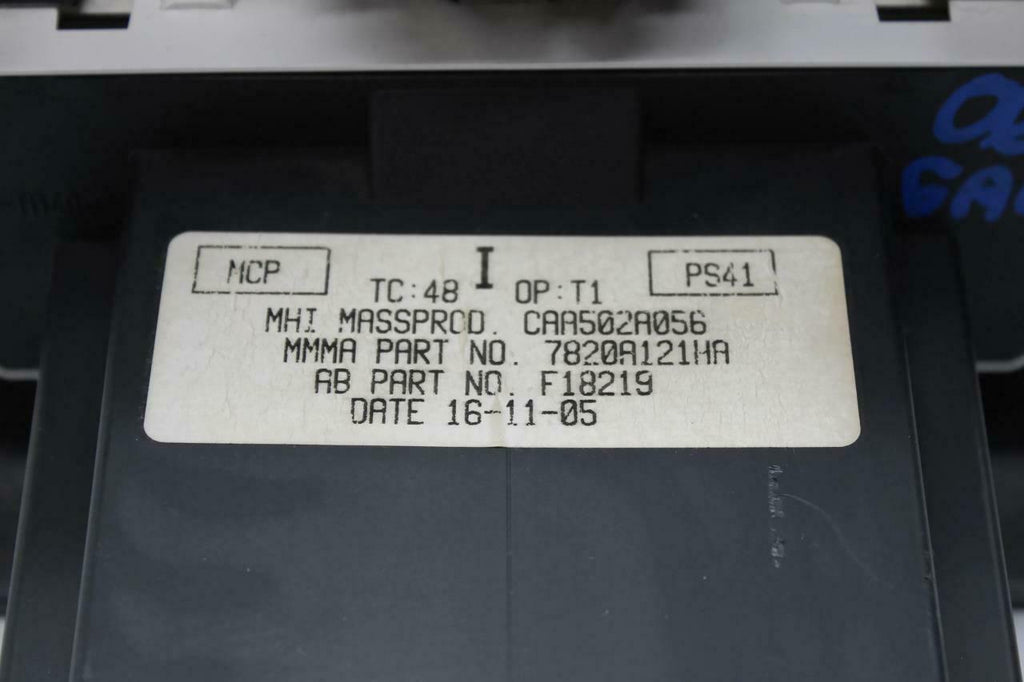 MCP I PS41
TC:48 OP:T1
MHI MASSPROD. CAA502A056
MMMA PART NO. 7820A121HA
AB PART NO. F18219
DATE 16-11-05